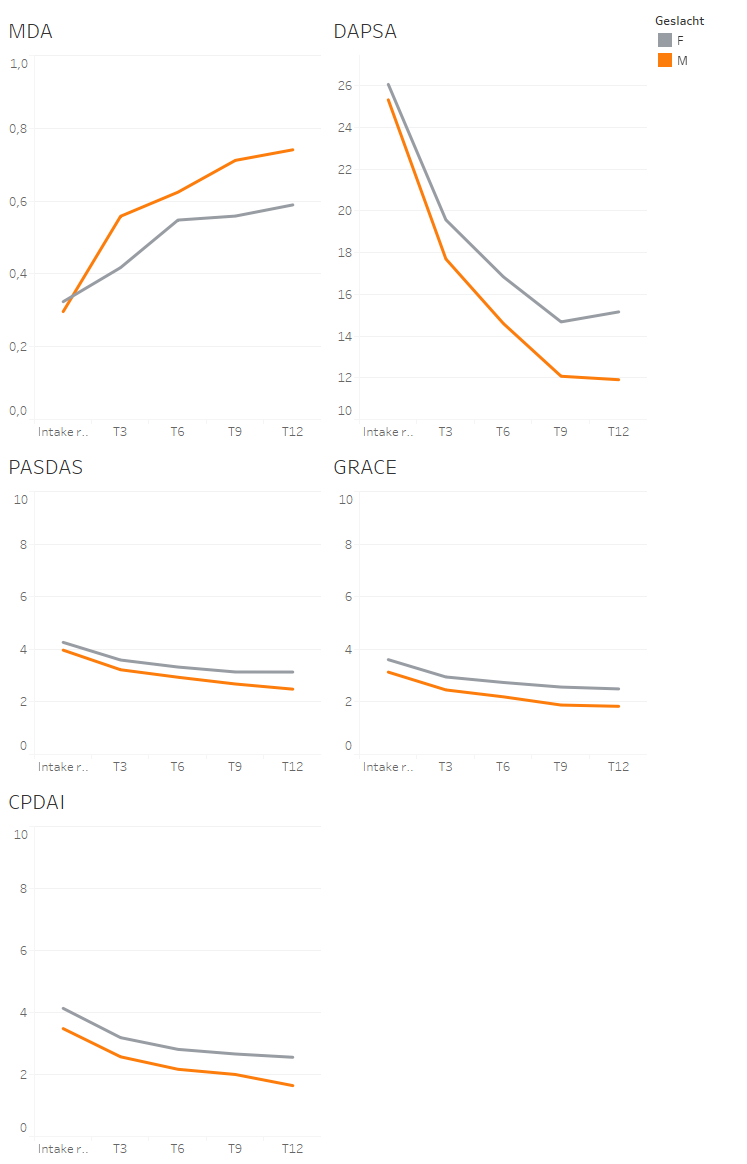 MDA
1,0
0,8
0,6
0,4
0,2
0,0
Intake r.. T3 T6 T9 T12
DAPSA
26
24
22
20
18
16
14
12
10
Intake r.. T3 T6 T9 T12
Geslacht
F
M
PASDAS
10
8
6
4
2
0
Intake r.. T3 T6 T9 T12
GRACE
10
8
6
4
2
0
Intake r.. T3 T6 T9 T12
CPDAI
10
8
6
4
2
0
Intake r.. T3 T6 T9 T12